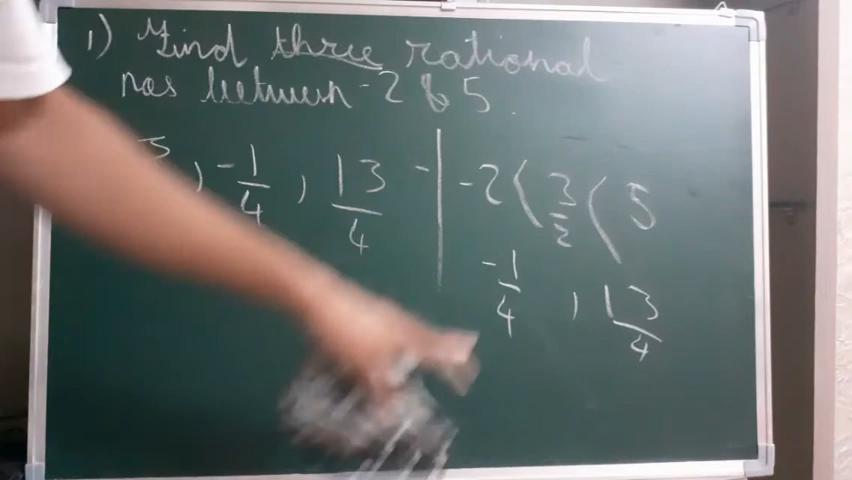 1) Find three rational
nos between -2 & 5.
3 , -1/4 , 13/4 -
-2 < 3/2 < 5
-1/4 , 13/4